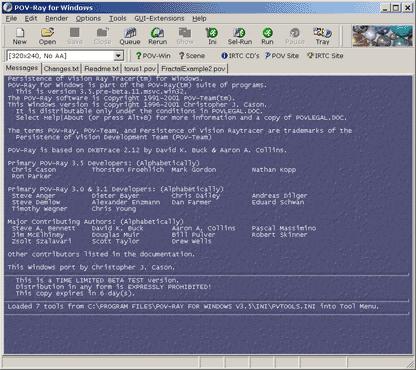 POV-Ray for Windows
File Edit Render Options Tools GUI-Extensions Help
New Open Save Close Queue Rerun Show Ini Sel-Run Run Pause Tray
[320x240, No AA] POV-Win Scene IRTC CD's POV Site IRTC Site
Messages Changes.txt Readme.txt torus1.pov FractalExample2.pov
Persistence of Vision Ray Tracer(tm) for Windows.
POV-Ray for Windows is part of the POV-Ray(tm) suite of programs.
This is version 3.5.pre-beta.11.msvc.win32.
The POV-Ray software is Copyright 1991-2001 POV-Team(tm).
This Windows version is Copyright 1996-2001 Christopher J. Cason.
It is distributable only under the conditions in POVLEGAL.DOC.
Select Help|About (or press Alt+B) for more information and a copy of POVLEGAL.DOC.
The terms POV-Ray, POV-Team, and Persistence of Vision Raytracer are trademarks of the
Persistence of Vision Development Team (POV-Team)
POV-Ray is based on DKBTrace 2.12 by David K. Buck & Aaron A. Collins.
Primary POV-Ray 3.5 Developers: (Alphabetically)
Chris Cason Thorsten Froehlich Mark Gordon Nathan Kopp
Ron Parker
Primary POV-Ray 3.0 & 3.1 Developers: (Alphabetically)
Steve Anger Dieter Bayer Chris Dailey Andreas Dilger
Steve Demlow Alexander Enzmann Dan Farmer Eduard Schwan
Timothy Wegner Chris Young
Major Contributing Authors: (Alphabetically)
Steve A. Bennett David K. Buck Aaron A. Collins Pascal Massimino
Jim McElhiney Douglas Muir Bill Pulver Robert Skinner
Zsolt Szalavari Scott Taylor Drew Wells
Other contributors listed in the documentation.
This Windows port by Christopher J. Cason.
This is a TIME LIMITED BETA TEST version.
Distribution in any form is EXPRESSLY PROHIBITED!
This copy expires in 6 day(s).
Loaded 7 tools from C:\PROGRAM FILES\POV-RAY FOR WINDOWS V3.5\INI\PVTOOLS.INI into Tool Menu.